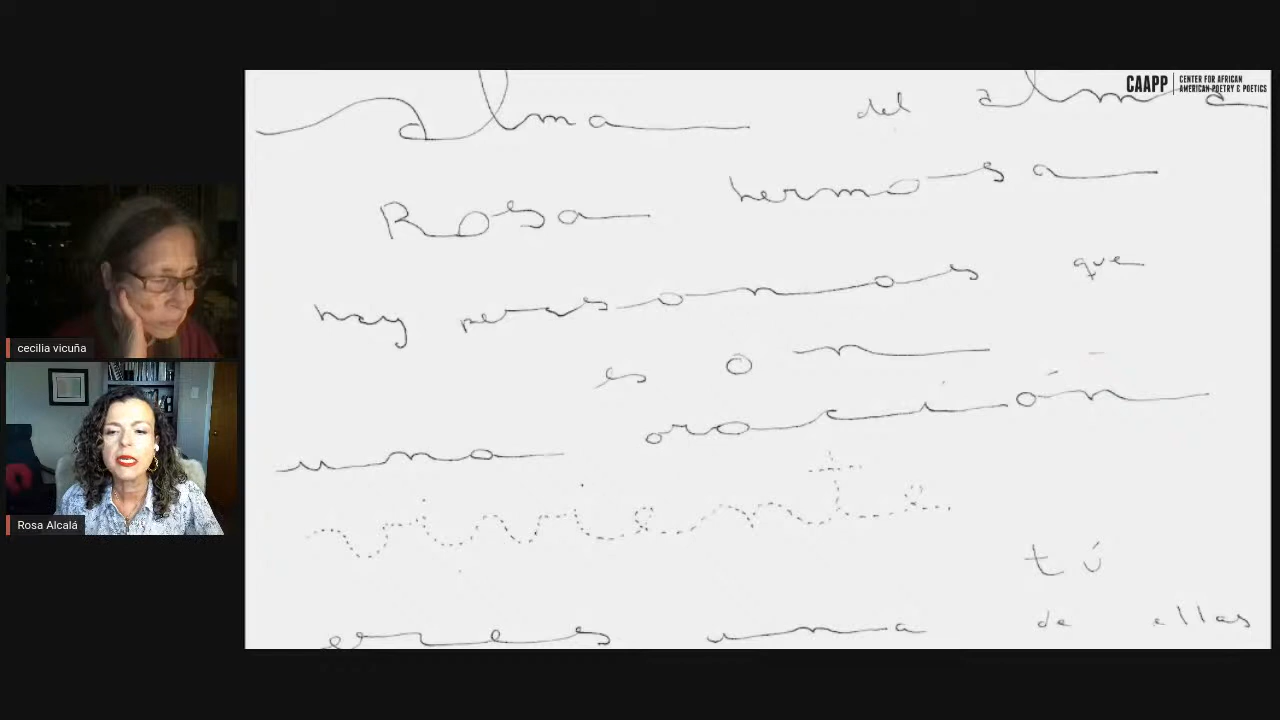 CAAPP CENTER FOR AFRICAN
AMERICAN POETRY & POETICS
alma del alma
Rosa hermosa
hay personas que
es o n
una oración
viviente
tú
eres una de ellas
cecilia vicuña
Rosa Alcalá